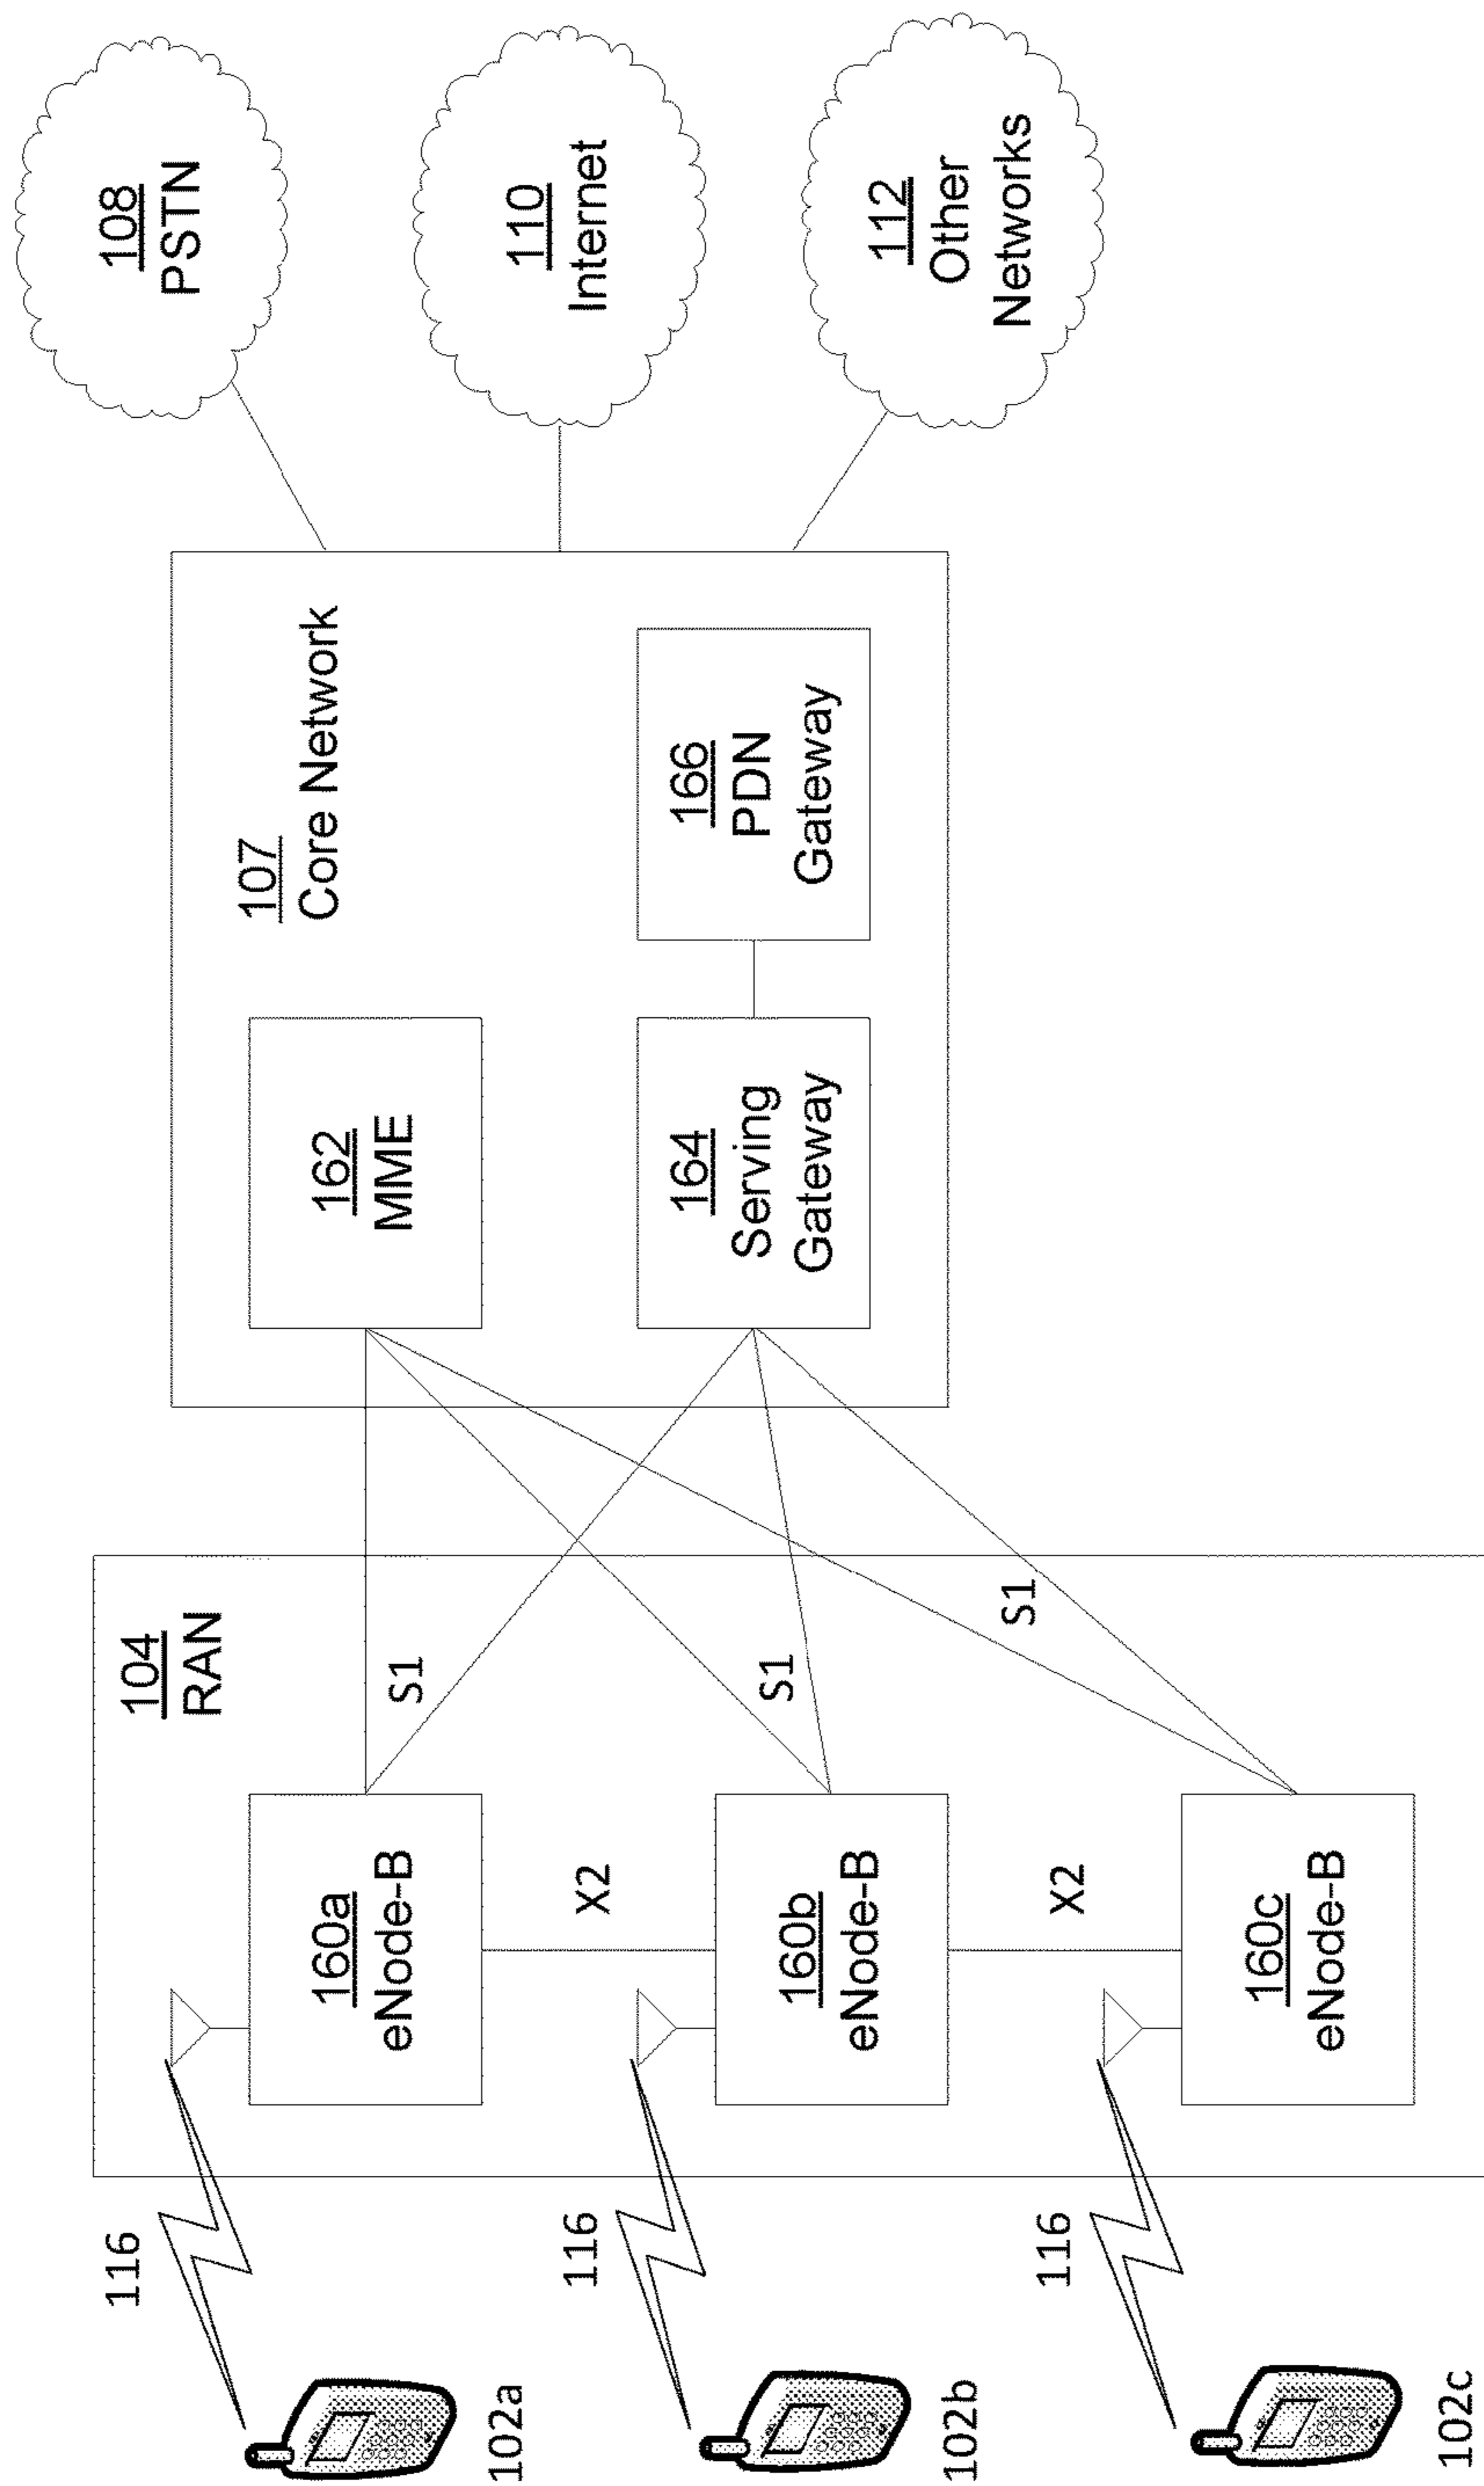 116
102a
116
102b
116
102c
104
RAN
160a
eNode-B
X2
160b
eNode-B
X2
160c
eNode-B
S1
S1
S1
107
Core Network
162
MME
164
Serving
Gateway
166
PDN
Gateway
108
PSTN
110
Internet
112
Other
Networks